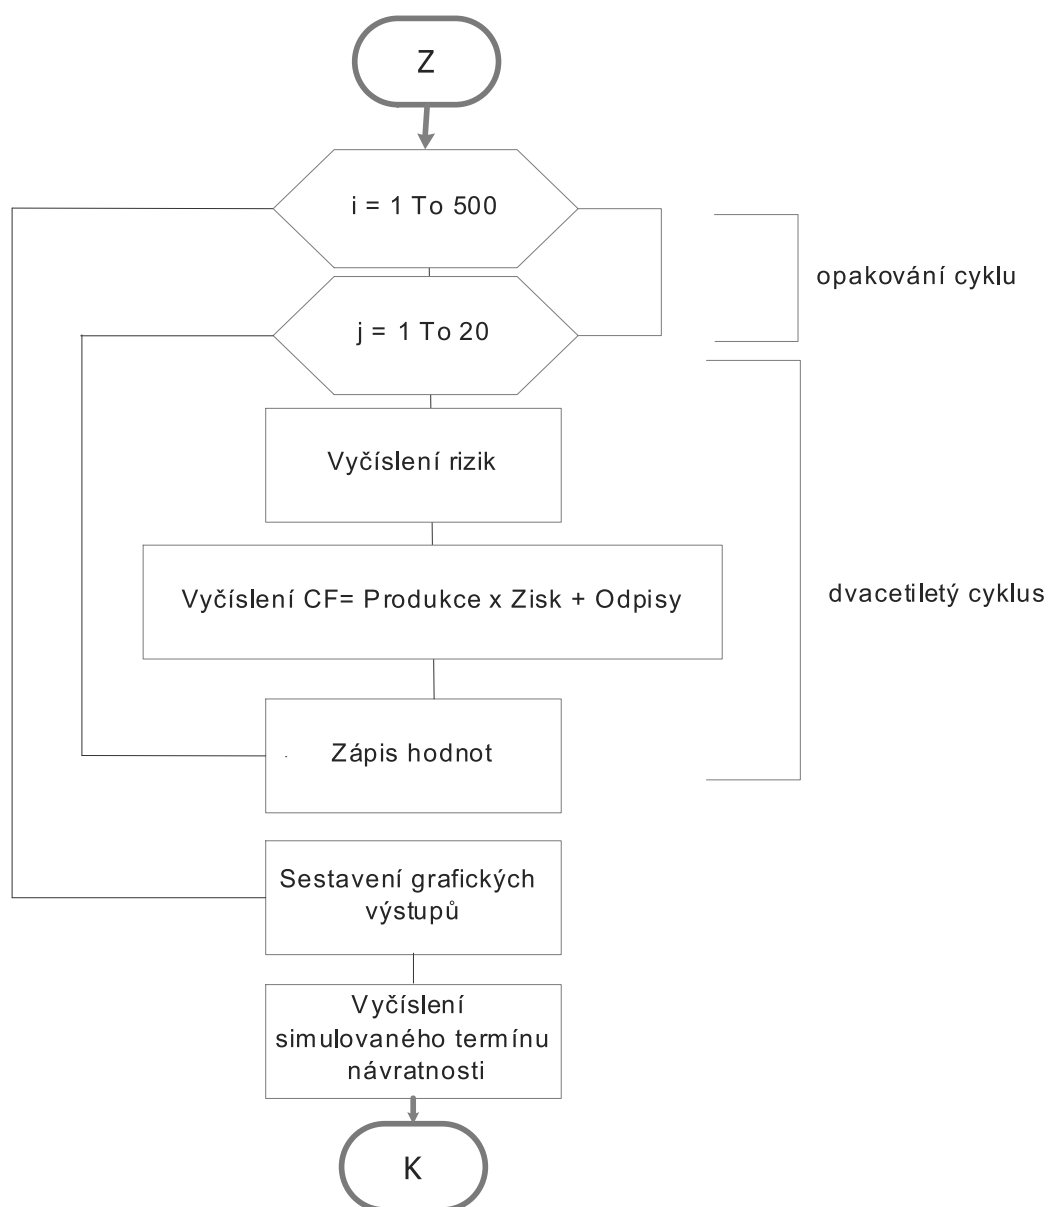 Z
i = 1 To 500
opakování cyklu
j = 1 To 20
Vyčíslení rizik
Vyčíslení CF= Produkce x Zisk + Odpisy
dvacetiletý cyklus
Zápis hodnot
Sestavení grafických
výstupů
Vyčíslení
simulovaného termínu
návratnosti
K